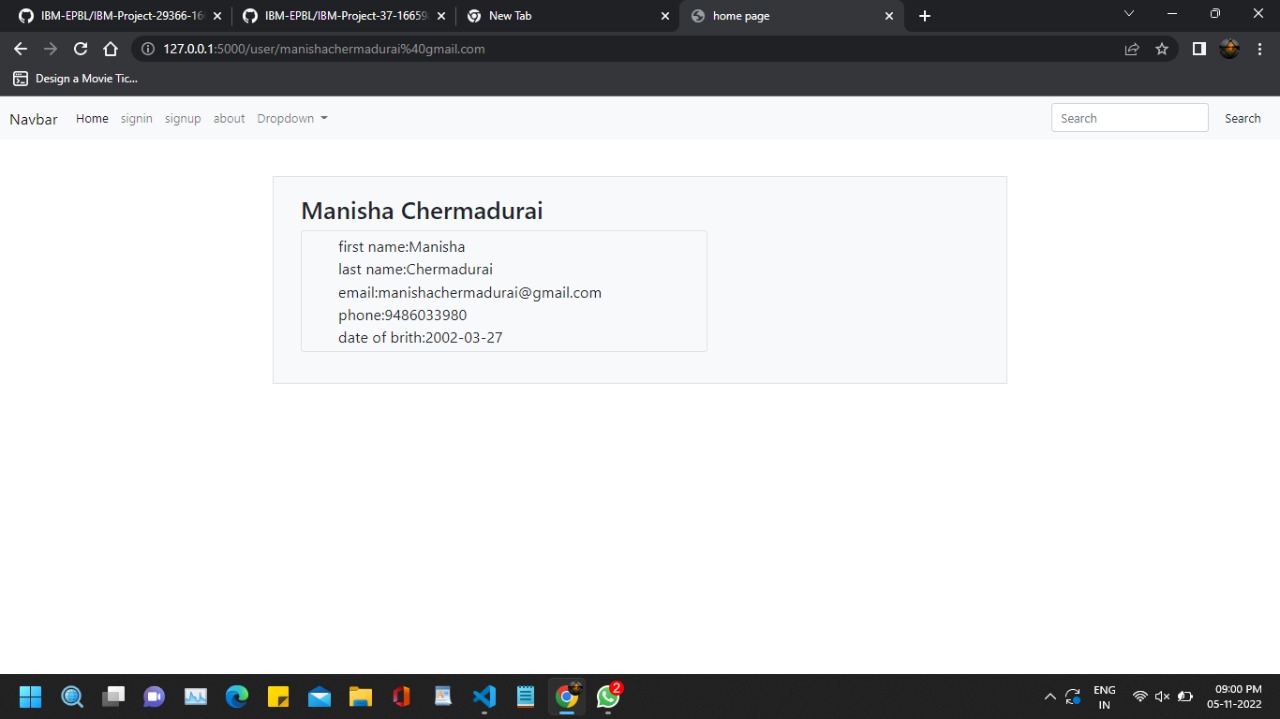 IBM-EPBL/IBM-Project-29366-16
IBM-EPBL/IBM-Project-37-16659
New Tab
home page
127.0.0.1:5000/user/manishachermadurai%40gmail.com
Design a Movie Tic...
Navbar Home signin signup about Dropdown Search Search
Manisha Chermadurai
first name:Manisha
last name:Chermadurai
email:manishachermadurai@gmail.com
phone:9486033980
date of brith:2002-03-27
2
ENG
IN
09:00 PM
05-11-2022